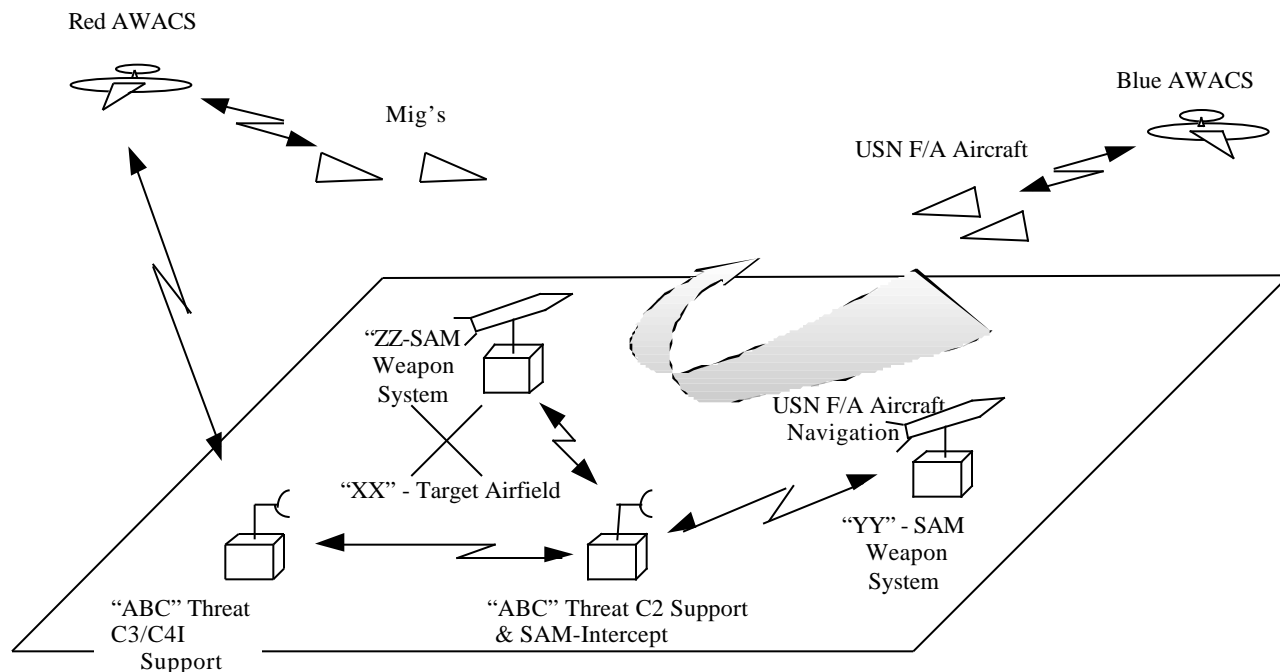 Red AWACS
Blue AWACS
Mig’s
USN F/A Aircraft
“ZZ-SAM
Weapon
System
USN F/A Aircraft
Navigation
“XX” - Target Airfield
“YY” - SAM
Weapon
System
“ABC” Threat
C3/C4I
Support
“ABC” Threat C2 Support
& SAM-Intercept